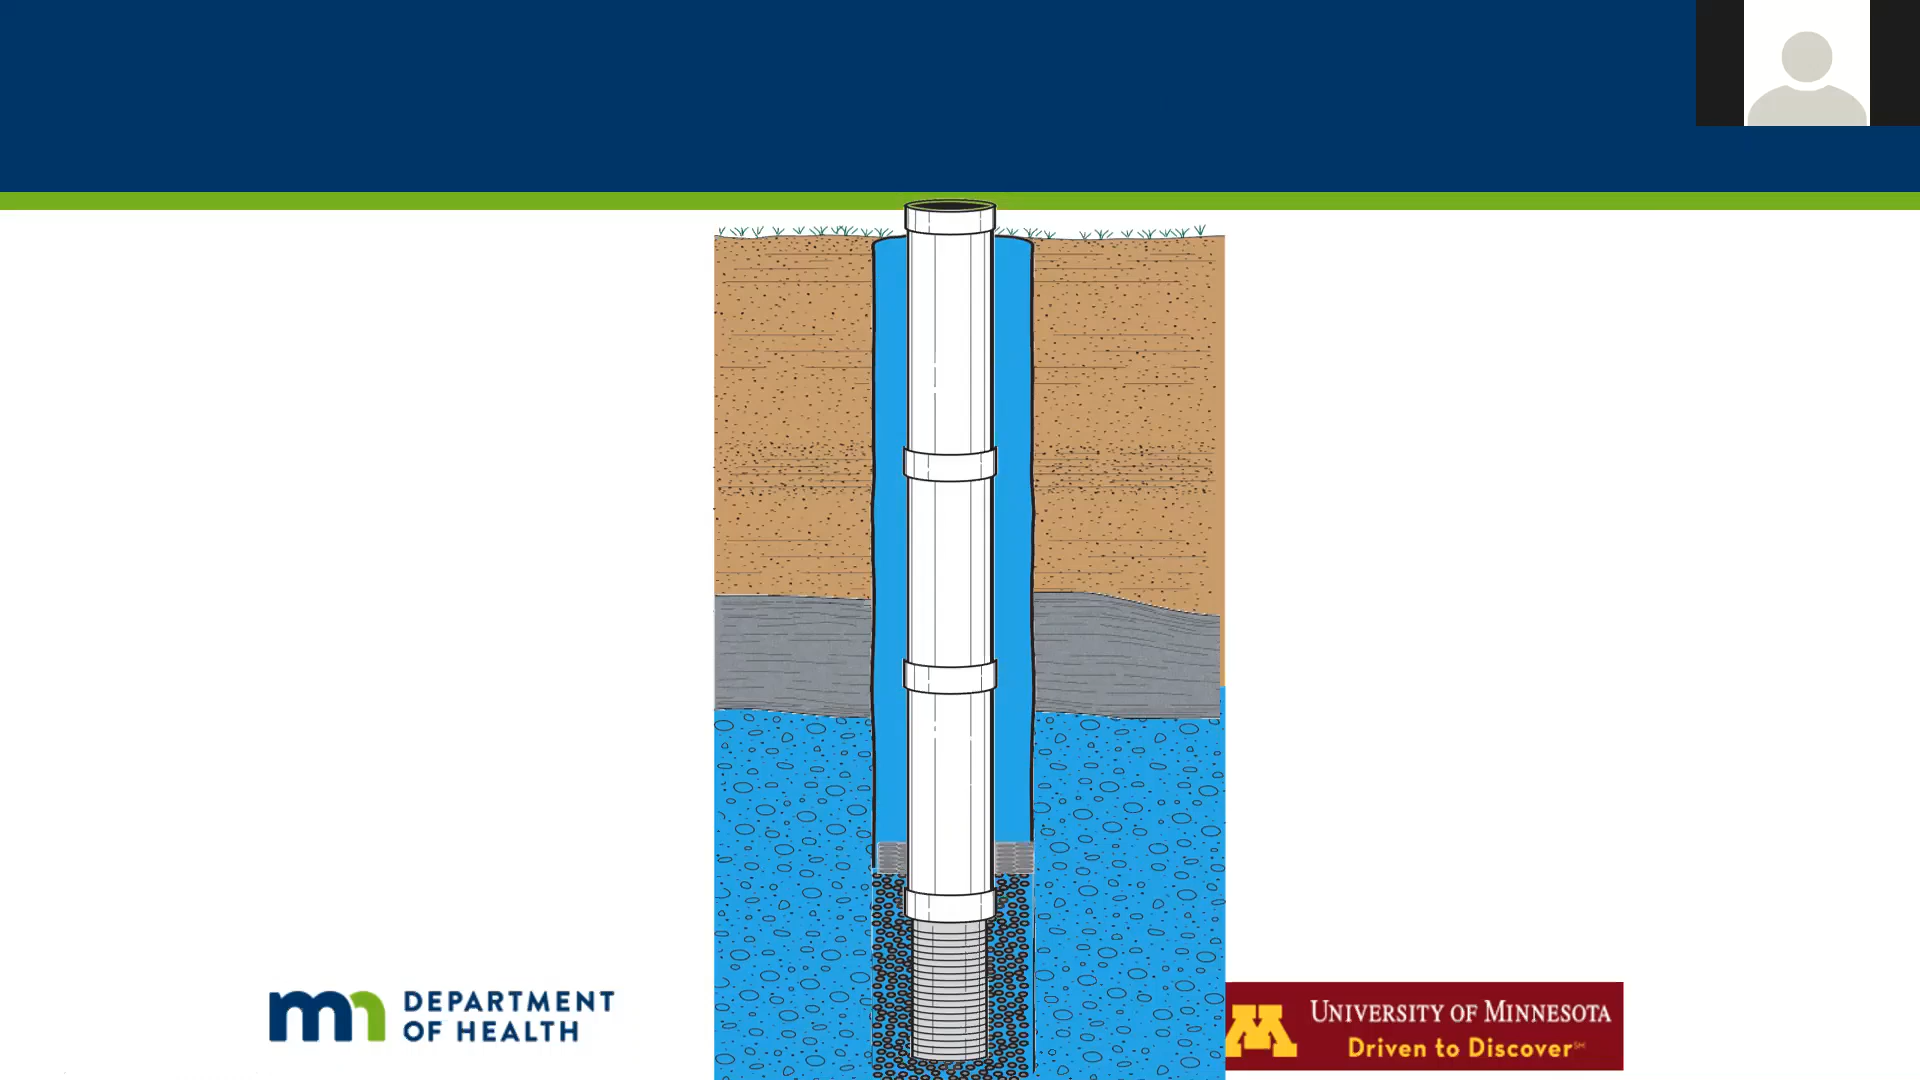 DEPARTMENT
OF HEALTH
UNIVERSITY OF MINNESOTA
Driven to Discover℠